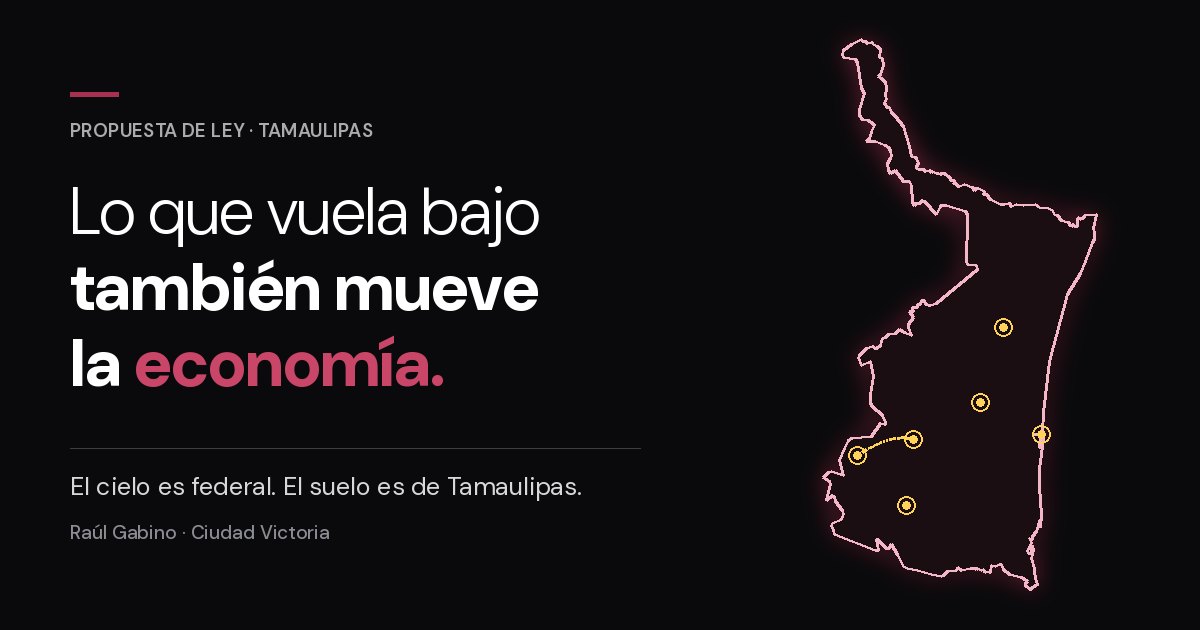 PROPUESTA DE LEY · TAMAULIPAS
Lo que vuela bajo
también mueve
la economía.
El cielo es federal. El suelo es de Tamaulipas.
Raúl Gabino · Ciudad Victoria